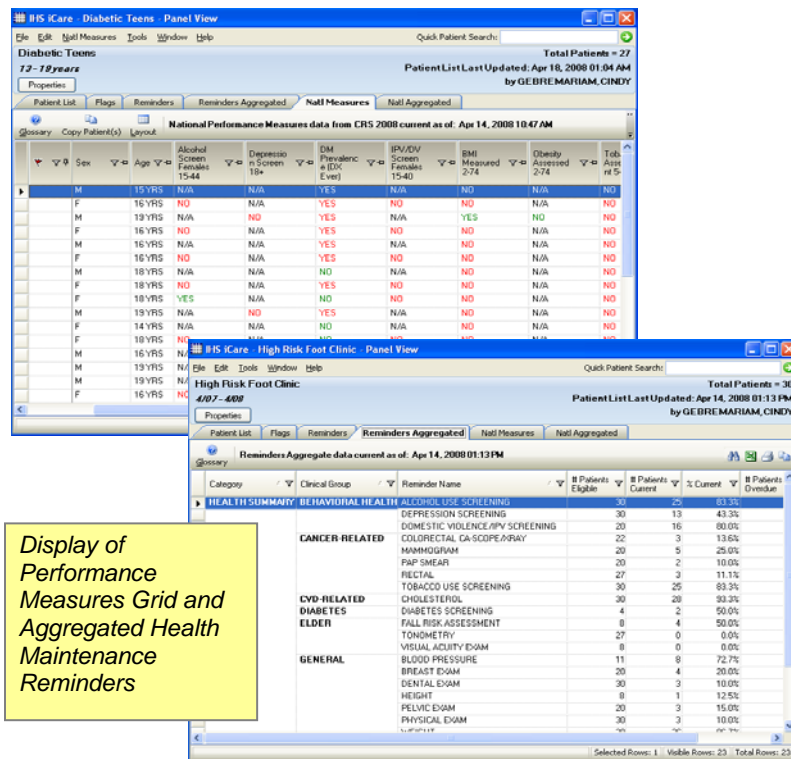 IHS iCare - Diabetic Teens - Panel View
File Edit Natl Measures Tools Window Help Quick Patient Search:
Diabetic Teens Total Patients = 27
13 - 19 years Patient List Last Updated: Apr 18, 2008 01:04 AM
Properties by GEBREMARIAM, CINDY
Patient List Flags Reminders Reminders Aggregated Natl Measures Natl Aggregated
Glossary Copy Patient(s) Layout National Performance Measures data from CRS 2008 current as of: Apr 14, 2008 10:47 AM
Sex Age Alcohol Screen Females 15-44 Depressio n Screen 18+ DM Prevalenc e (DX Ever) IPV/DV Screen Females 15-40 BMI Measured 2-74 Obesity Assessed 2-74 Tob Asse nt 5-
M 15 YRS N/A N/A YES N/A NO N/A NO
F 16 YRS NO N/A YES NO NO N/A NO
M 19 YRS N/A NO YES N/A YES NO NO
F 16 YRS NO N/A YES NO NO N/A NO
M 16 YRS N/A N/A YES N/A NO N/A NO
F 16 YRS NO N/A YES NO NO N/A NO
M 18 YRS N/A N/A NO N/A NO N/A NO
F 18 YRS NO N/A YES NO NO N/A NO
F 18 YRS YES N/A NO NO NO N/A NO
M 19 YRS N/A NO YES N/A NO N/A NO
F 14 YRS N/A N/A NO N/A NO N/A NO
F 18 YRS NO
M 16 YRS N/
M 19 YRS N/
M 19 YRS N/
F 16 YRS NO
IHS iCare - High Risk Foot Clinic - Panel View
File Edit Tools Window Help Quick Patient Search:
High Risk Foot Clinic Total Patients = 30
4/07 - 4/08 Patient List Last Updated: Apr 14, 2008 01:13 PM
Properties by GEBREMARIAM, CINDY
Patient List Flags Reminders Reminders Aggregated Natl Measures Natl Aggregated
Glossary Reminders Aggregate data current as of: Apr 14, 2008 01:13 PM
Category Clinical Group Reminder Name # Patients Eligible # Patients Current % Current # Patients Overdue
HEALTH SUMMARY BEHAVIORAL HEALTH ALCOHOL USE SCREENING 30 25 83.3%
DEPRESSION SCREENING 30 13 43.3%
DOMESTIC VIOLENCE/IPV SCREENING 20 16 80.0%
CANCER-RELATED COLORECTAL CA-SCOPE/XRAY 22 3 13.6%
MAMMOGRAM 20 5 25.0%
PAP SMEAR 20 2 10.0%
RECTAL 27 3 11.1%
TOBACCO USE SCREENING 30 25 83.3%
CVD-RELATED CHOLESTEROL 30 28 93.3%
DIABETES DIABETES SCREENING 4 2 50.0%
ELDER FALL RISK ASSESSMENT 8 4 50.0%
TONOMETRY 27 0 0.0%
VISUAL ACUITY EXAM 8 0 0.0%
GENERAL BLOOD PRESSURE 11 8 72.7%
BREAST EXAM 20 4 20.0%
DENTAL EXAM 30 3 10.0%
HEIGHT 8 1 12.5%
PELVIC EXAM 20 3 15.0%
PHYSICAL EXAM 30 3 10.0%
Selected Rows: 1 Visible Rows: 23 Total Rows: 23
Display of
Performance
Measures Grid and
Aggregated Health
Maintenance
Reminders